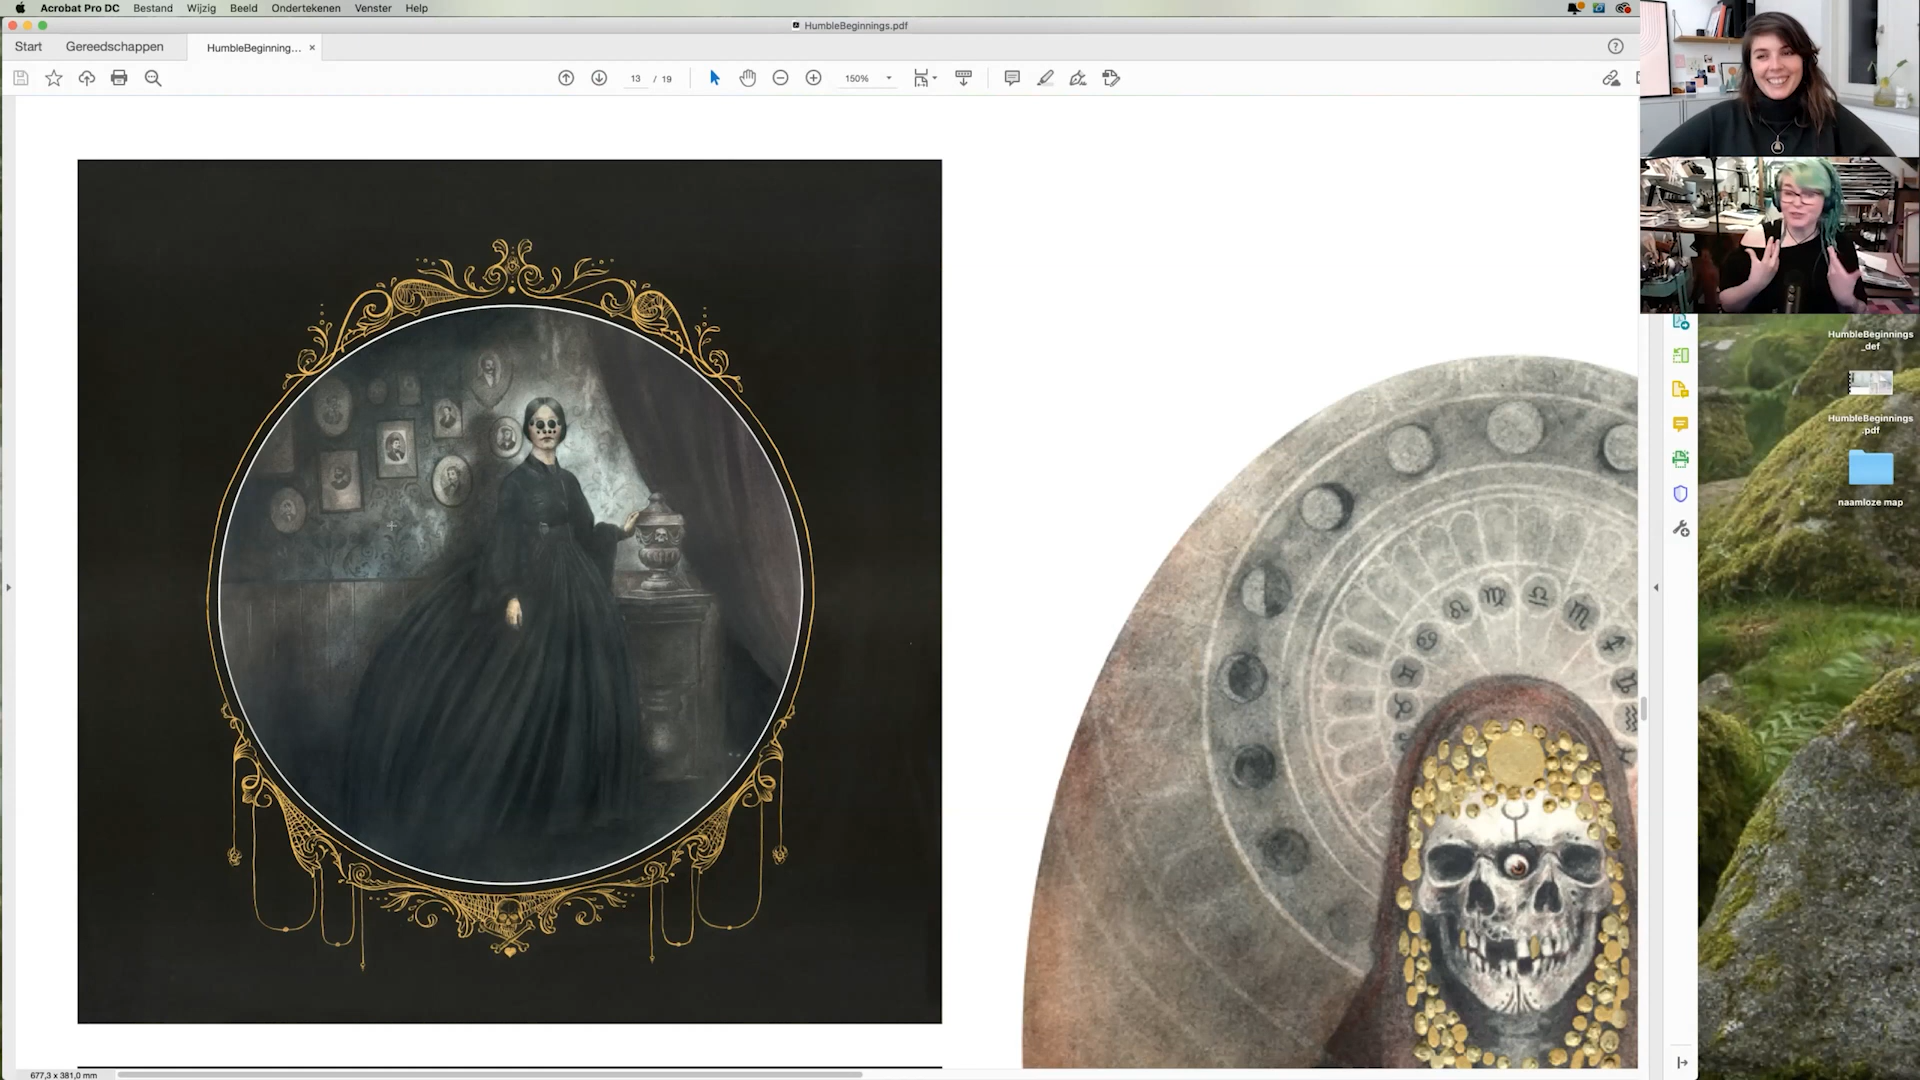 Acrobat Pro DC Bestand Wijzig Beeld Ondertekenen Venster Help
HumbleBeginnings.pdf
Start Gereedschappen HumbleBeginning... ×
13 / 19 150%
HumbleBeginnings
_def
HumbleBeginnings
.pdf
naamloze map
677,3 x 381,0 mm